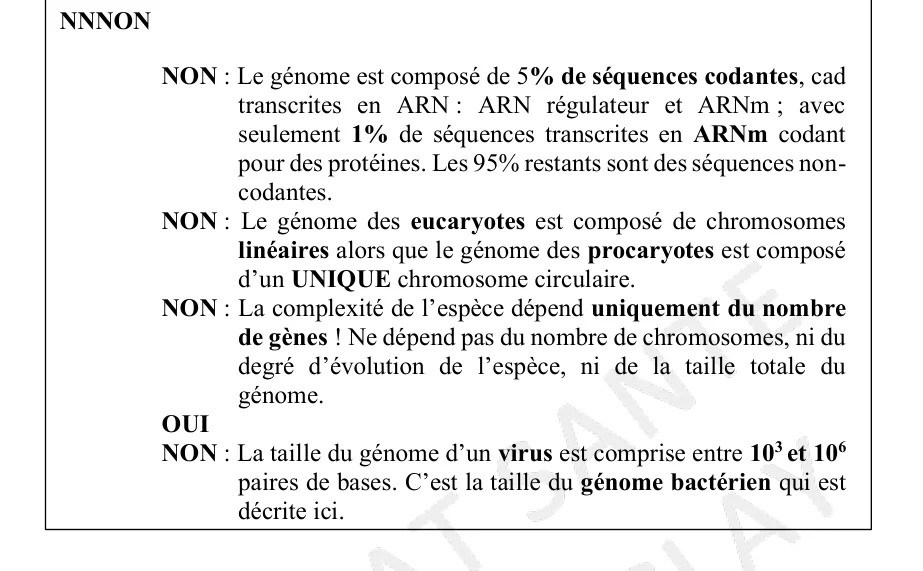 NNNON
NON : Le génome est composé de 5% de séquences codantes, cad
transcrites en ARN : ARN régulateur et ARNm ; avec
seulement 1% de séquences transcrites en ARNm codant
pour des protéines. Les 95% restants sont des séquences non-
codantes.
NON : Le génome des eucaryotes est composé de chromosomes
linéaires alors que le génome des procaryotes est composé
d’un UNIQUE chromosome circulaire.
NON : La complexité de l’espèce dépend uniquement du nombre
de gènes ! Ne dépend pas du nombre de chromosomes, ni du
degré d’évolution de l’espèce, ni de la taille totale du
génome.
OUI
NON : La taille du génome d’un virus est comprise entre 10³ et 10⁶
paires de bases. C’est la taille du génome bactérien qui est
décrite ici.
AT SANTE
LAY